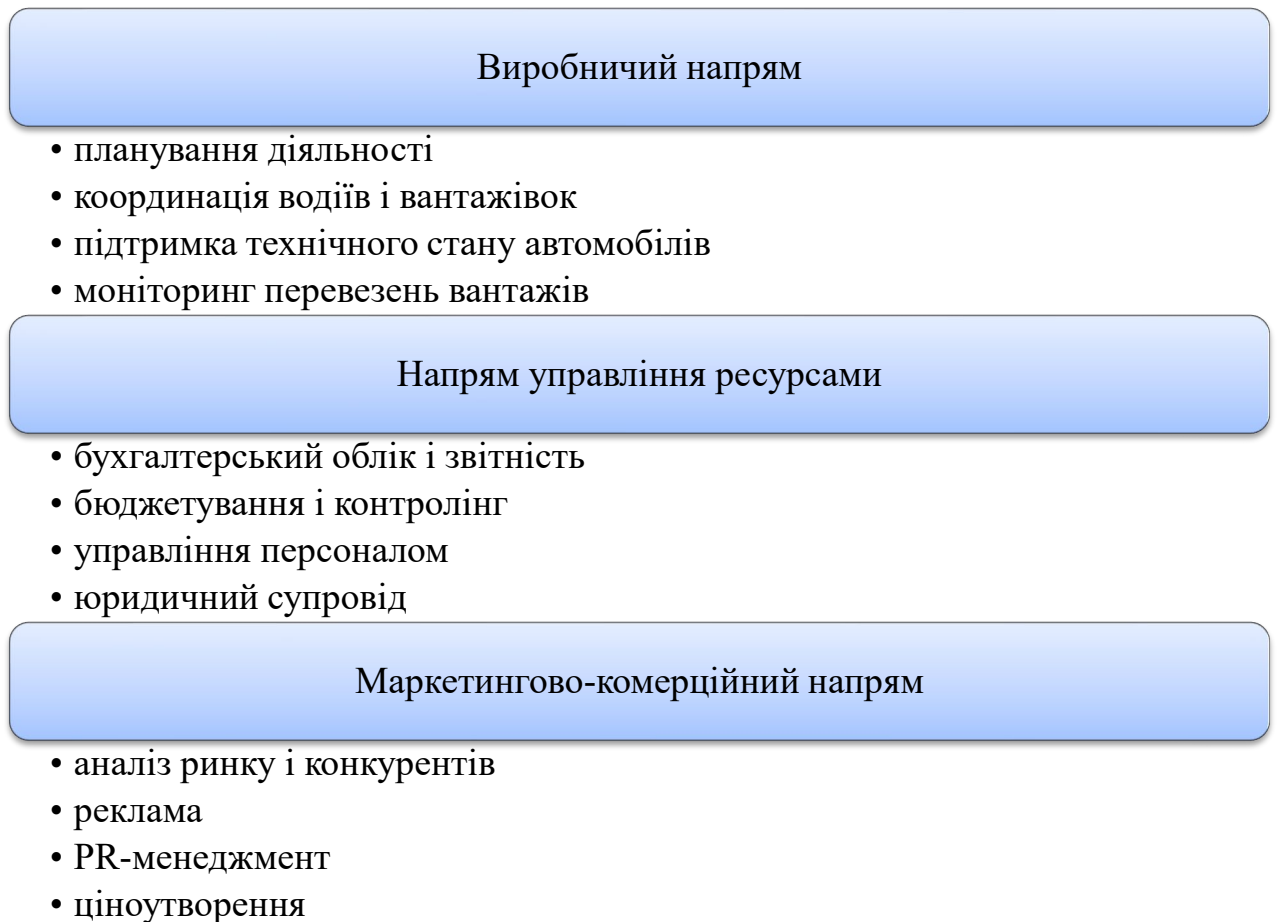 Виробничий напрям
• планування діяльності
• координація водіїв і вантажівок
• підтримка технічного стану автомобілів
• моніторинг перевезень вантажів
Напрям управління ресурсами
• бухгалтерський облік і звітність
• бюджетування і контролінг
• управління персоналом
• юридичний супровід
Маркетингово-комерційний напрям
• аналіз ринку і конкурентів
• реклама
• PR-менеджмент
• ціноутворення